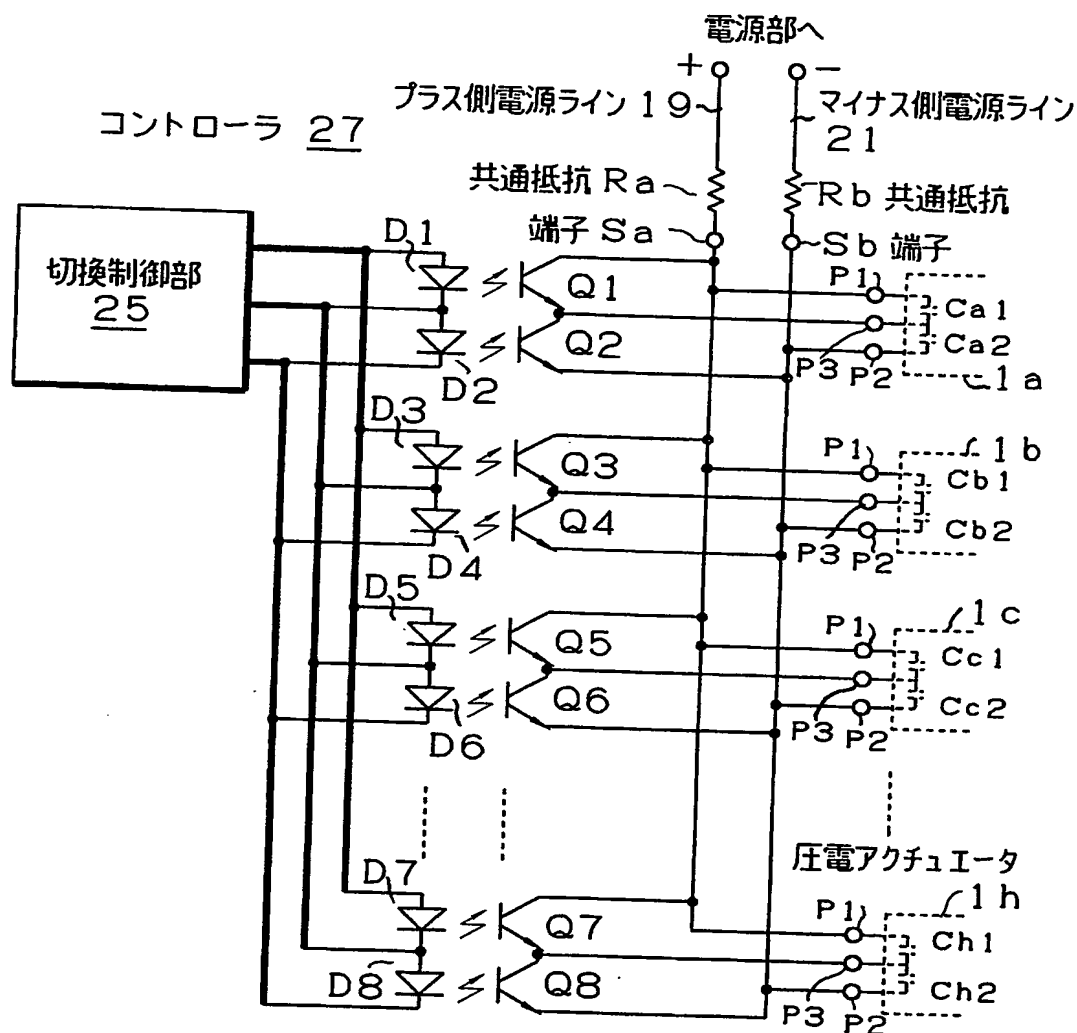 電源部へ
+ −
プラス側電源ライン 19
マイナス側電源ライン
21
コントローラ 27
共通抵抗 Ra
Rb 共通抵抗
端子 Sa
Sb 端子
切換制御部
25
D1
Q1
P1
Ca1
Q2
Ca2
D2
P3
P2
1a
D3
Q3
P1
1b
Cb1
Q4
Cb2
D4
P3
P2
D5
Q5
P1
1c
Cc1
Q6
Cc2
D6
P3
P2
圧電アクチュエータ
D7
Q7
P1
1h
Ch1
D8
Q8
Ch2
P3
P2